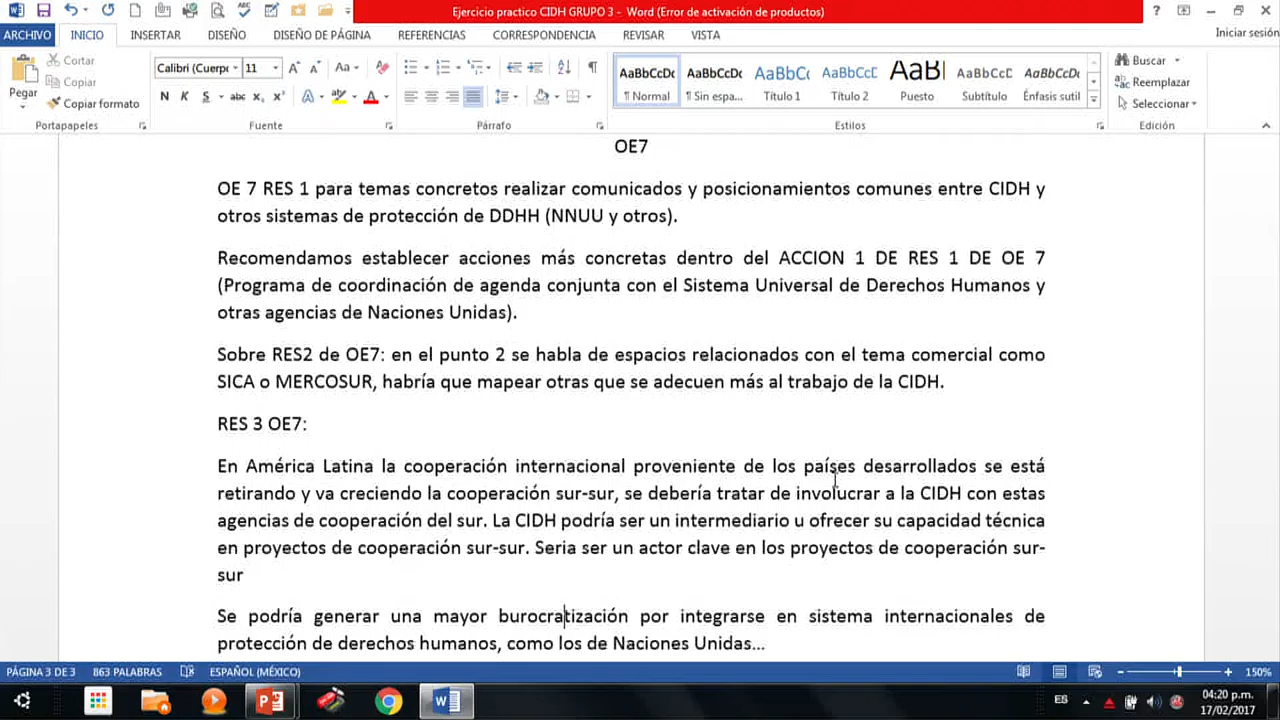 Ejercicio practico CIDH GRUPO 3 - Word (Error de activación de productos)
ARCHIVO INICIO INSERTAR DISEÑO DISEÑO DE PÁGINA REFERENCIAS CORRESPONDENCIA REVISAR VISTA Iniciar sesión
Pegar
Cortar
Copiar
Copiar formato
Portapapeles
Calibri (Cuerpo 11
N K S abc x₂ x²
Fuente
Párrafo
AaBbCcDc AaBbCcDc AaBbC( AaBbCcD AaB AaBbCcD AaBbCcDc
¶ Normal ¶ Sin espa... Título 1 Título 2 Puesto Subtítulo Énfasis sutil
Estilos
Buscar
Reemplazar
Seleccionar
Edición
OE7
OE 7 RES 1 para temas concretos realizar comunicados y posicionamientos comunes entre CIDH y
otros sistemas de protección de DDHH (NNUU y otros).
Recomendamos establecer acciones más concretas dentro del ACCION 1 DE RES 1 DE OE 7
(Programa de coordinación de agenda conjunta con el Sistema Universal de Derechos Humanos y
otras agencias de Naciones Unidas).
Sobre RES2 de OE7: en el punto 2 se habla de espacios relacionados con el tema comercial como
SICA o MERCOSUR, habría que mapear otras que se adecuen más al trabajo de la CIDH.
RES 3 OE7:
En América Latina la cooperación internacional proveniente de los países desarrollados se está
retirando y va creciendo la cooperación sur-sur, se debería tratar de involucrar a la CIDH con estas
agencias de cooperación del sur. La CIDH podría ser un intermediario u ofrecer su capacidad técnica
en proyectos de cooperación sur-sur. Seria ser un actor clave en los proyectos de cooperación sur-
sur
Se podría generar una mayor burocratización por integrarse en sistema internacionales de
protección de derechos humanos, como los de Naciones Unidas...
PÁGINA 3 DE 3 863 PALABRAS ESPAÑOL (MÉXICO) 150%
ES 04:20 p.m.
17/02/2017